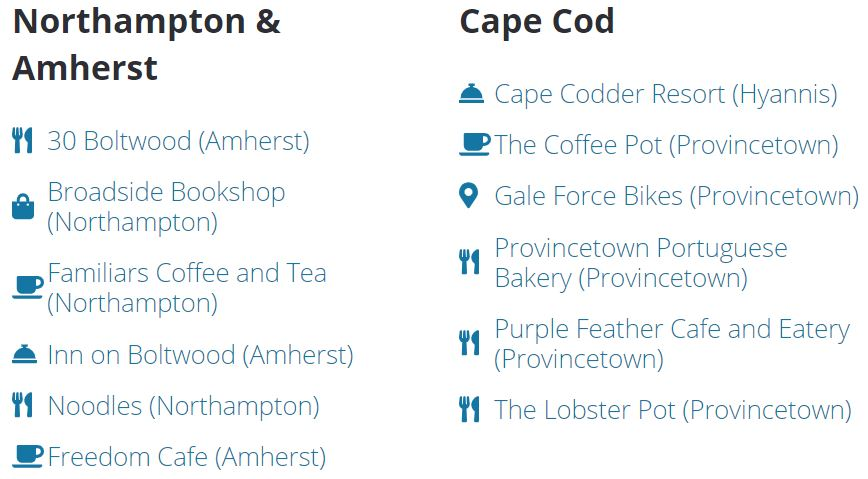 Northampton &
Amherst
30 Boltwood (Amherst)
Broadside Bookshop
(Northampton)
Familiars Coffee and Tea
(Northampton)
Inn on Boltwood (Amherst)
Noodles (Northampton)
Freedom Cafe (Amherst)
Cape Cod
Cape Codder Resort (Hyannis)
The Coffee Pot (Provincetown)
Gale Force Bikes (Provincetown)
Provincetown Portuguese
Bakery (Provincetown)
Purple Feather Cafe and Eatery
(Provincetown)
The Lobster Pot (Provincetown)